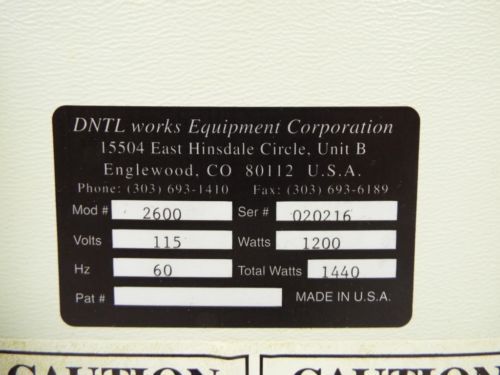 DNTL works Equipment Corporation
15504 East Hinsdale Circle, Unit B
Englewood, CO 80112 U.S.A.
Phone: (303) 693-1410 Fax: (303) 693-6189
Mod # 2600 Ser # 020216
Volts 115 Watts 1200
Hz 60 Total Watts 1440
Pat # MADE IN U.S.A.
CAUTION CAUTION